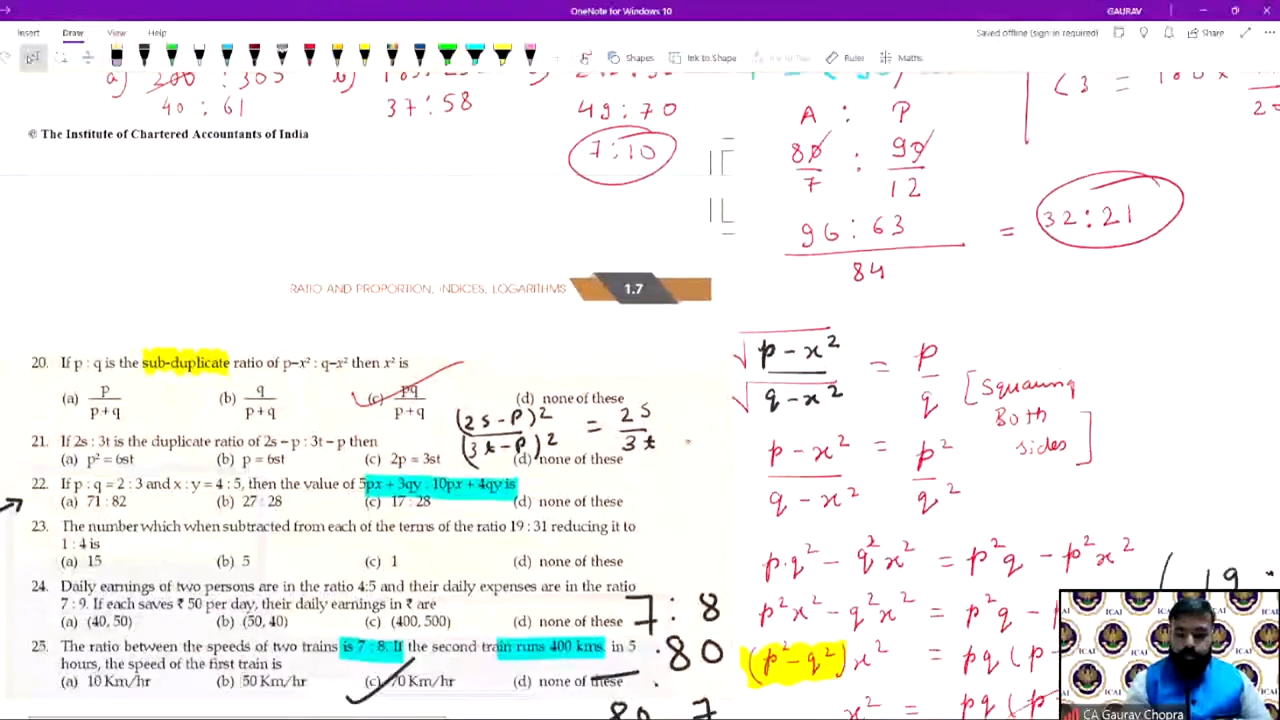 OneNote for Windows 10
GAURAV
Insert Draw View Help
Saved offline (sign in required) Share
Shapes Ink to Shape Ruler Maths
a) 200 : 305
40 : 61
37 : 58
49 : 70
7 : 10
A : P
80/7 : 90/12
96 : 63
84
= 32 : 21
© The Institute of Chartered Accountants of India
RATIO AND PROPORTION, INDICES, LOGARITHMS 1.7
20. If p : q is the sub-duplicate ratio of p–x² : q–x² then x² is
(a) p/p+q (b) q/p+q (c) pq/p+q (d) none of these
21. If 2s : 3t is the duplicate ratio of 2s – p : 3t – p then
(a) p² = 6st (b) p = 6st (c) 2p = 3st (d) none of these
22. If p : q = 2 : 3 and x : y = 4 : 5, then the value of 5px + 3qy : 10px + 4qy is
(a) 71 : 82 (b) 27 : 28 (c) 17 : 28 (d) none of these
23. The number which when subtracted from each of the terms of the ratio 19 : 31 reducing it to
1 : 4 is
(a) 15 (b) 5 (c) 1 (d) none of these
24. Daily earnings of two persons are in the ratio 4:5 and their daily expenses are in the ratio
7 : 9. If each saves ₹ 50 per day, their daily earnings in ₹ are
(a) (40, 50) (b) (50, 40) (c) (400, 500) (d) none of these
25. The ratio between the speeds of two trains is 7 : 8. If the second train runs 400 kms. in 5
hours, the speed of the first train is
(a) 10 Km/hr (b) 50 Km/hr (c) 70 Km/hr (d) none of these
(2s-P)²/(3t-P)² = 2s/3t
7 : 8
80
80 7
√p-x²/√q-x² = p/q [Squaring
Both
sides]
p-x²/q-x² = p²/q²
p.q² - q²x² = p²q - p²x²
p²x² - q²x² = p²q -
(p²-q²)x² = pq(p-
x² = pq(p-
19
ICAI
CA Gaurav Chopra